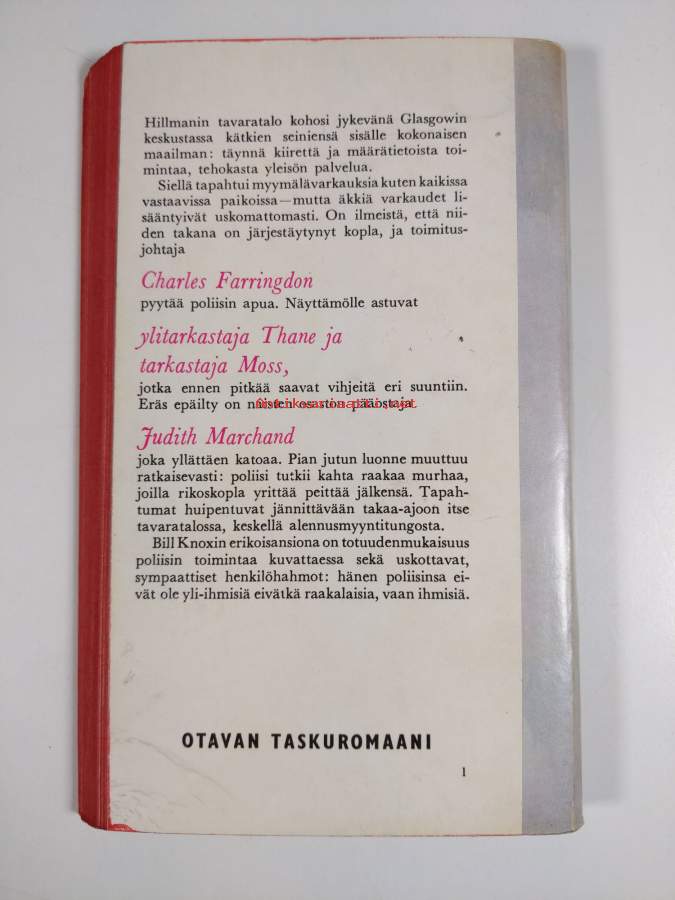 Hillmanin tavaratalo kohosi jykevänä Glasgowin
keskustassa kätkien seiniensä sisälle kokonaisen
maailman: täynnä kiirettä ja määrätietoista toi-
mintaa, tehokasta yleisön palvelua.
Siellä tapahtui myymälävarkauksia kuten kaikissa
vastaavissa paikoissa—mutta äkkiä varkaudet li-
sääntyivät uskomattomasti. On ilmeistä, että nii-
den takana on järjestäytynyt kopla, ja toimitus-
johtaja
Charles Farringdon
pyytää poliisin apua. Näyttämölle astuvat
ylitarkastaja Thane ja
tarkastaja Moss,
jotka ennen pitkää saavat vihjeitä eri suuntiin.
Eräs epäilty on naisten osaston pääostaja
Antikvariaatti.net
Judith Marchand
joka yllättäen katoaa. Pian jutun luonne muuttuu
ratkaisevasti: poliisi tutkii kahta raakaa murhaa,
joilla rikoskopla yrittää peittää jälkensä. Tapah-
tumat huipentuvat jännittävään takaa-ajoon itse
tavaratalossa, keskellä alennusmyyntitungosta.
Bill Knoxin erikoisansiona on totuudenmukaisuus
poliisin toimintaa kuvattaessa sekä uskottavat,
sympaattiset henkilöhahmot: hänen poliisinsa ei-
vät ole yli-ihmisiä eivätkä raakalaisia, vaan ihmisiä.
OTAVAN TASKUROMAANI
1